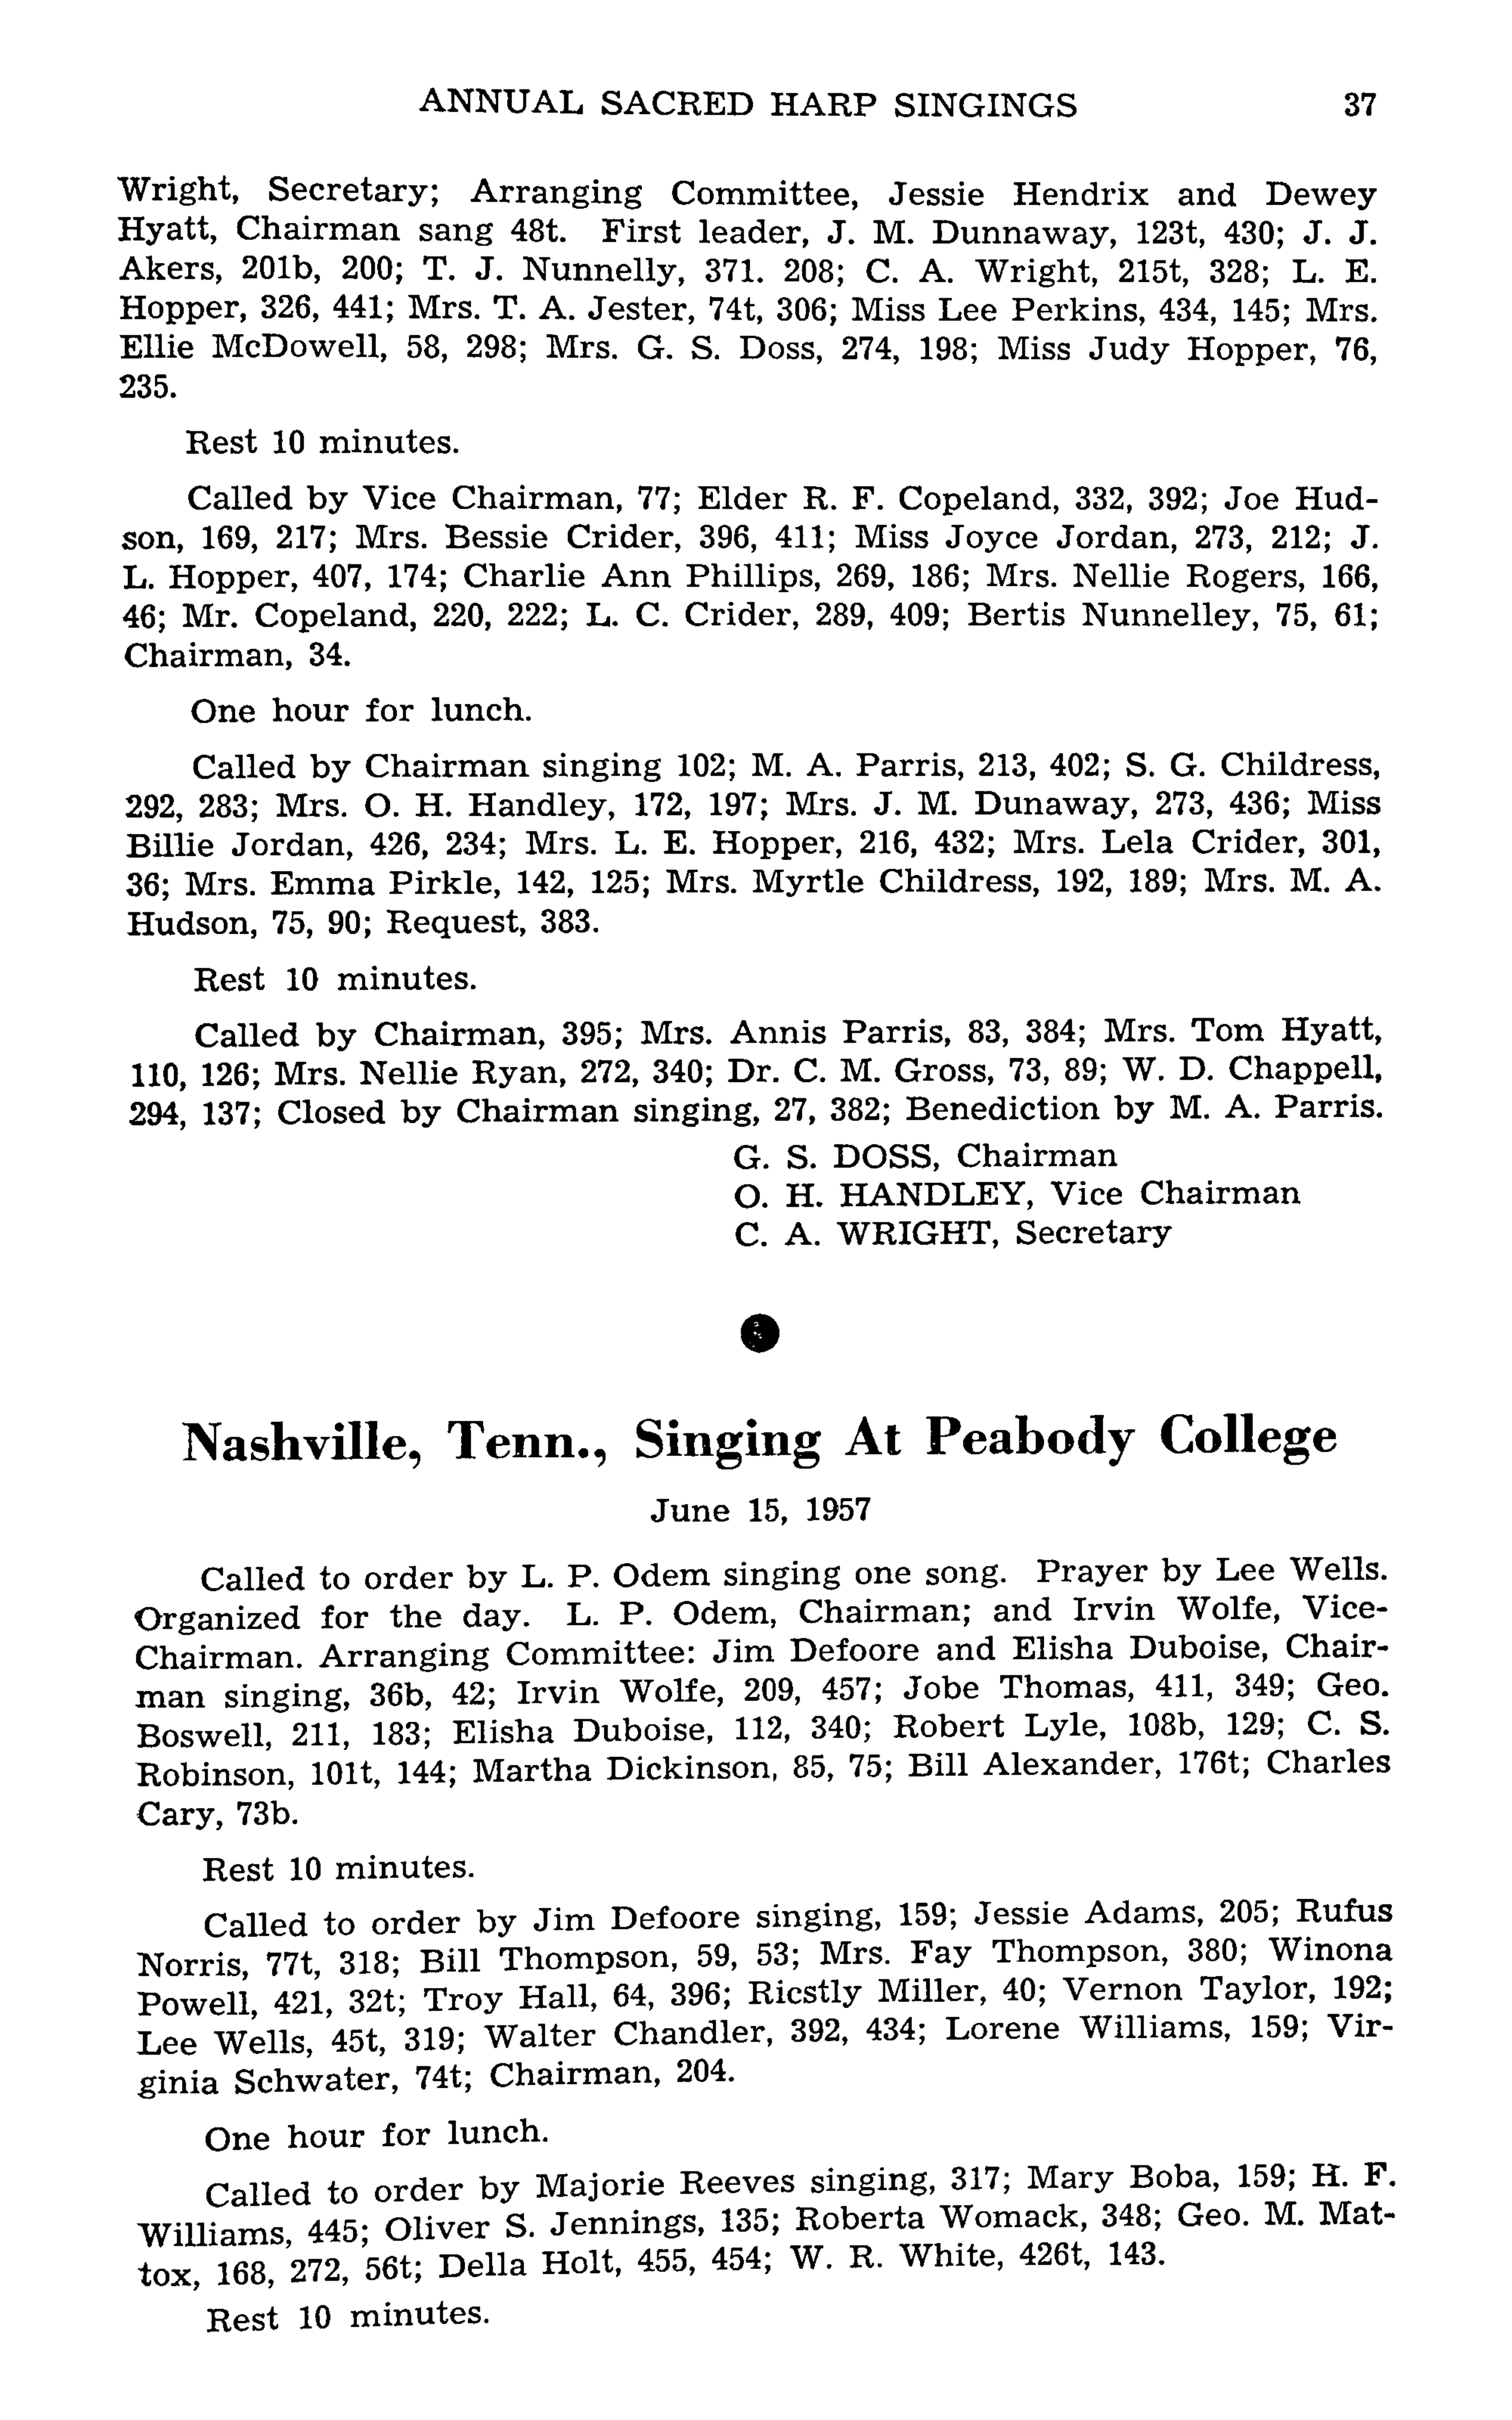 ANNUAL SACRED HARP SINGINGS 37
Wright, Secretary; Arranging Committee, Jessie Hendrix and Dewey
Hyatt, Chairman sang 48t. First leader, J. M. Dunnaway, 123t, 430; J. J.
Akers, 201b, 200; T. J. Nunnelly, 371. 208; C. A. Wright, 215t, 328; L. E.
Hopper, 326, 441; Mrs. T. A. Jester, 74t, 306; Miss Lee Perkins, 434, 145; Mrs.
Ellie McDowell, 58, 298; Mrs. G. S. Doss, 274, 198; Miss Judy Hopper, 76,
235.
Rest 10 minutes.
Called by Vice Chairman, 77; Elder R. F. Copeland, 332, 392; Joe Hud-
son, 169, 217; Mrs. Bessie Crider, 396, 411; Miss Joyce Jordan, 273, 212; J.
L. Hopper, 407, 174; Charlie Ann Phillips, 269, 186; Mrs. Nellie Rogers, 166,
46; Mr. Copeland, 220, 222; L. C. Crider, 289, 409; Bertis Nunnelley, 75, 61;
Chairman, 34.
One hour for lunch.
Called by Chairman singing 102; M. A. Parris, 213, 402; S. G. Childress,
292, 283; Mrs. O. H. Handley, 172, 197; Mrs. J. M. Dunaway, 273, 436; Miss
Billie Jordan, 426, 234; Mrs. L. E. Hopper, 216, 432; Mrs. Lela Crider, 301,
36; Mrs. Emma Pirkle, 142, 125; Mrs. Myrtle Childress, 192, 189; Mrs. M. A.
Hudson, 75, 90; Request, 383.
Rest 10 minutes.
Called by Chairman, 395; Mrs. Annis Parris, 83, 384; Mrs. Tom Hyatt,
110, 126; Mrs. Nellie Ryan, 272, 340; Dr. C. M. Gross, 73, 89; W. D. Chappell,
294, 137; Closed by Chairman singing, 27, 382; Benediction by M. A. Parris.
G. S. DOSS, Chairman
O. H. HANDLEY, Vice Chairman
C. A. WRIGHT, Secretary
Nashville, Tenn., Singing At Peabody College
June 15, 1957
Called to order by L. P. Odem singing one song. Prayer by Lee Wells.
Organized for the day. L. P. Odem, Chairman; and Irvin Wolfe, Vice-
Chairman. Arranging Committee: Jim Defoore and Elisha Duboise, Chair-
man singing, 36b, 42; Irvin Wolfe, 209, 457; Jobe Thomas, 411, 349; Geo.
Boswell, 211, 183; Elisha Duboise, 112, 340; Robert Lyle, 108b, 129; C. S.
Robinson, 101t, 144; Martha Dickinson, 85, 75; Bill Alexander, 176t; Charles
Cary, 73b.
Rest 10 minutes.
Called to order by Jim Defoore singing, 159; Jessie Adams, 205; Rufus
Norris, 77t, 318; Bill Thompson, 59, 53; Mrs. Fay Thompson, 380; Winona
Powell, 421, 32t; Troy Hall, 64, 396; Ricstly Miller, 40; Vernon Taylor, 192;
Lee Wells, 45t, 319; Walter Chandler, 392, 434; Lorene Williams, 159; Vir-
ginia Schwater, 74t; Chairman, 204.
One hour for lunch.
Called to order by Majorie Reeves singing, 317; Mary Boba, 159; H. F.
Williams, 445; Oliver S. Jennings, 135; Roberta Womack, 348; Geo. M. Mat-
tox, 168, 272, 56t; Della Holt, 455, 454; W. R. White, 426t, 143.
Rest 10 minutes.